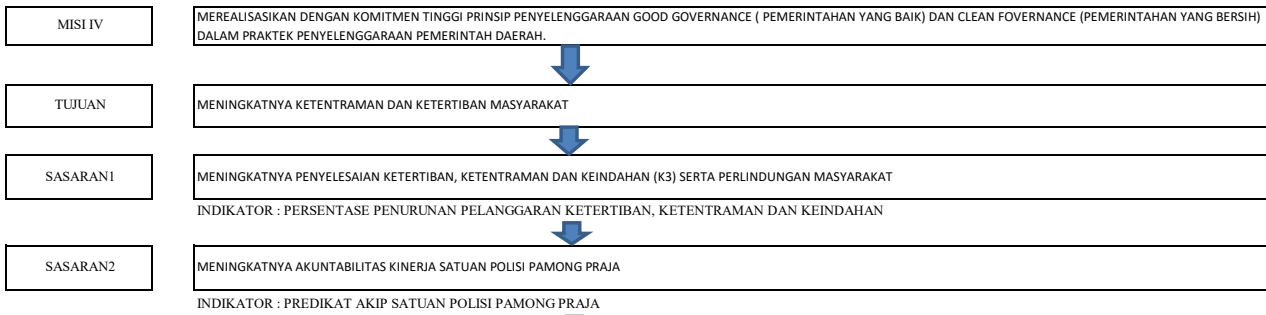 MISI IV
MEREALISASIKAN DENGAN KOMITMEN TINGGI PRINSIP PENYELENGGARAAN GOOD GOVERNANCE ( PEMERINTAHAN YANG BAIK) DAN CLEAN FOVERNANCE (PEMERINTAHAN YANG BERSIH)
DALAM PRAKTEK PENYELENGGARAAN PEMERINTAH DAERAH.
TUJUAN
MENINGKATNYA KETENTRAMAN DAN KETERTIBAN MASYARAKAT
SASARAN1
MENINGKATNYA PENYELESAIAN KETERTIBAN, KETENTRAMAN DAN KEINDAHAN (K3) SERTA PERLINDUNGAN MASYARAKAT
INDIKATOR : PERSENTASE PENURUNAN PELANGGARAN KETERTIBAN, KETENTRAMAN DAN KEINDAHAN
SASARAN2
MENINGKATNYA AKUNTABILITAS KINERJA SATUAN POLISI PAMONG PRAJA
INDIKATOR : PREDIKAT AKIP SATUAN POLISI PAMONG PRAJA